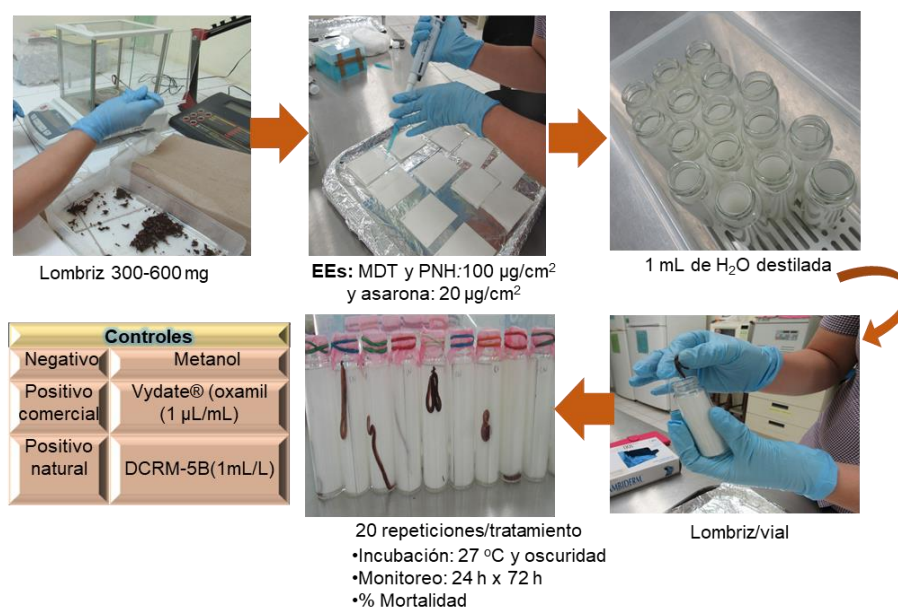 Lombriz 300-600 mg
EEs: MDT y PNH:100 µg/cm²
y asarona: 20 µg/cm²
1 mL de H₂O destilada
Controles
Negativo Metanol
Positivo comercial Vydate® (oxamil (1 µL/mL)
Positivo natural DCRM-5B(1mL/L)
AMBIDERM
Lombriz/vial
20 repeticiones/tratamiento
•Incubación: 27 °C y oscuridad
•Monitoreo: 24 h x 72 h
•% Mortalidad